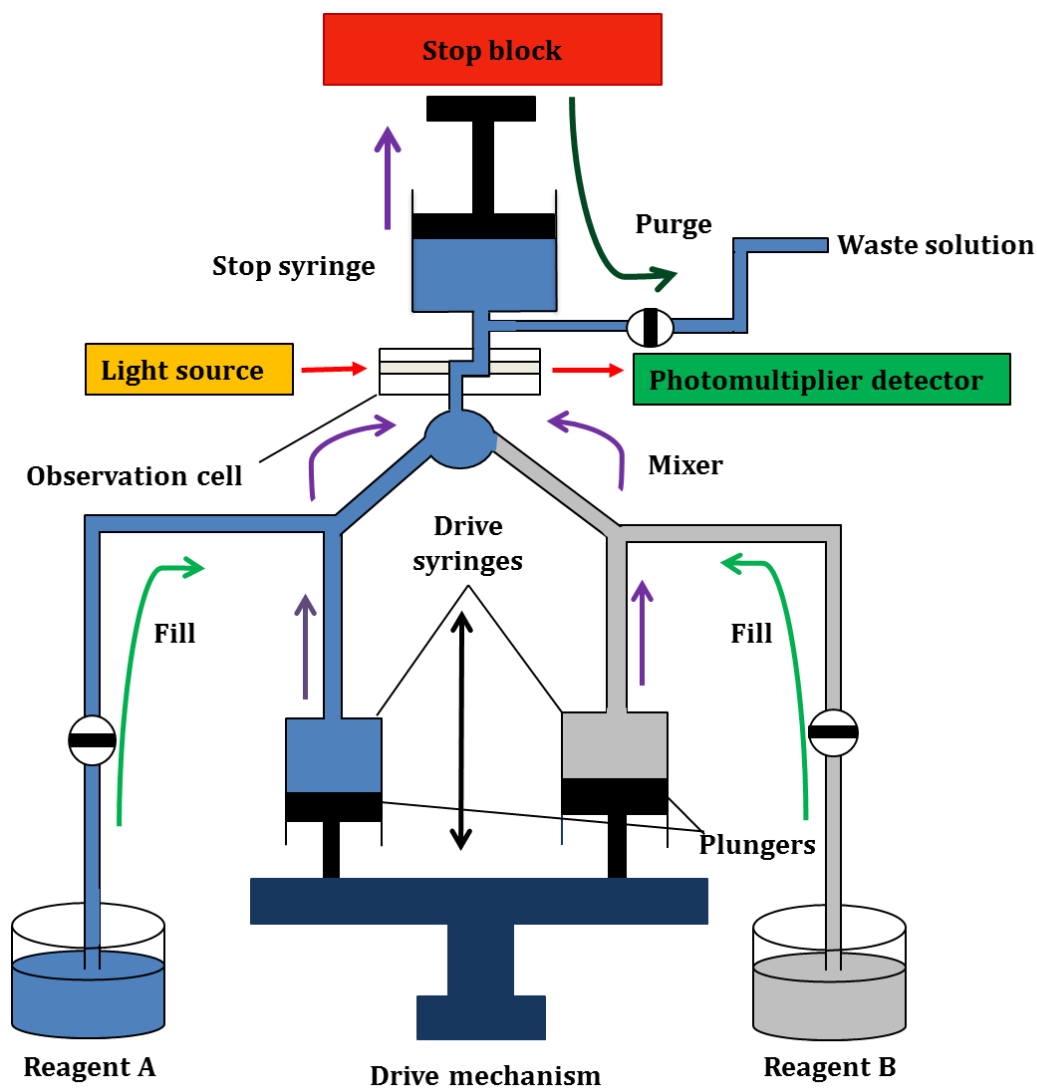 Stop block
Purge
Waste solution
Stop syringe
Light source
Photomultiplier detector
Observation cell
Mixer
Drive
syringes
Fill
Fill
Plungers
Reagent A
Drive mechanism
Reagent B